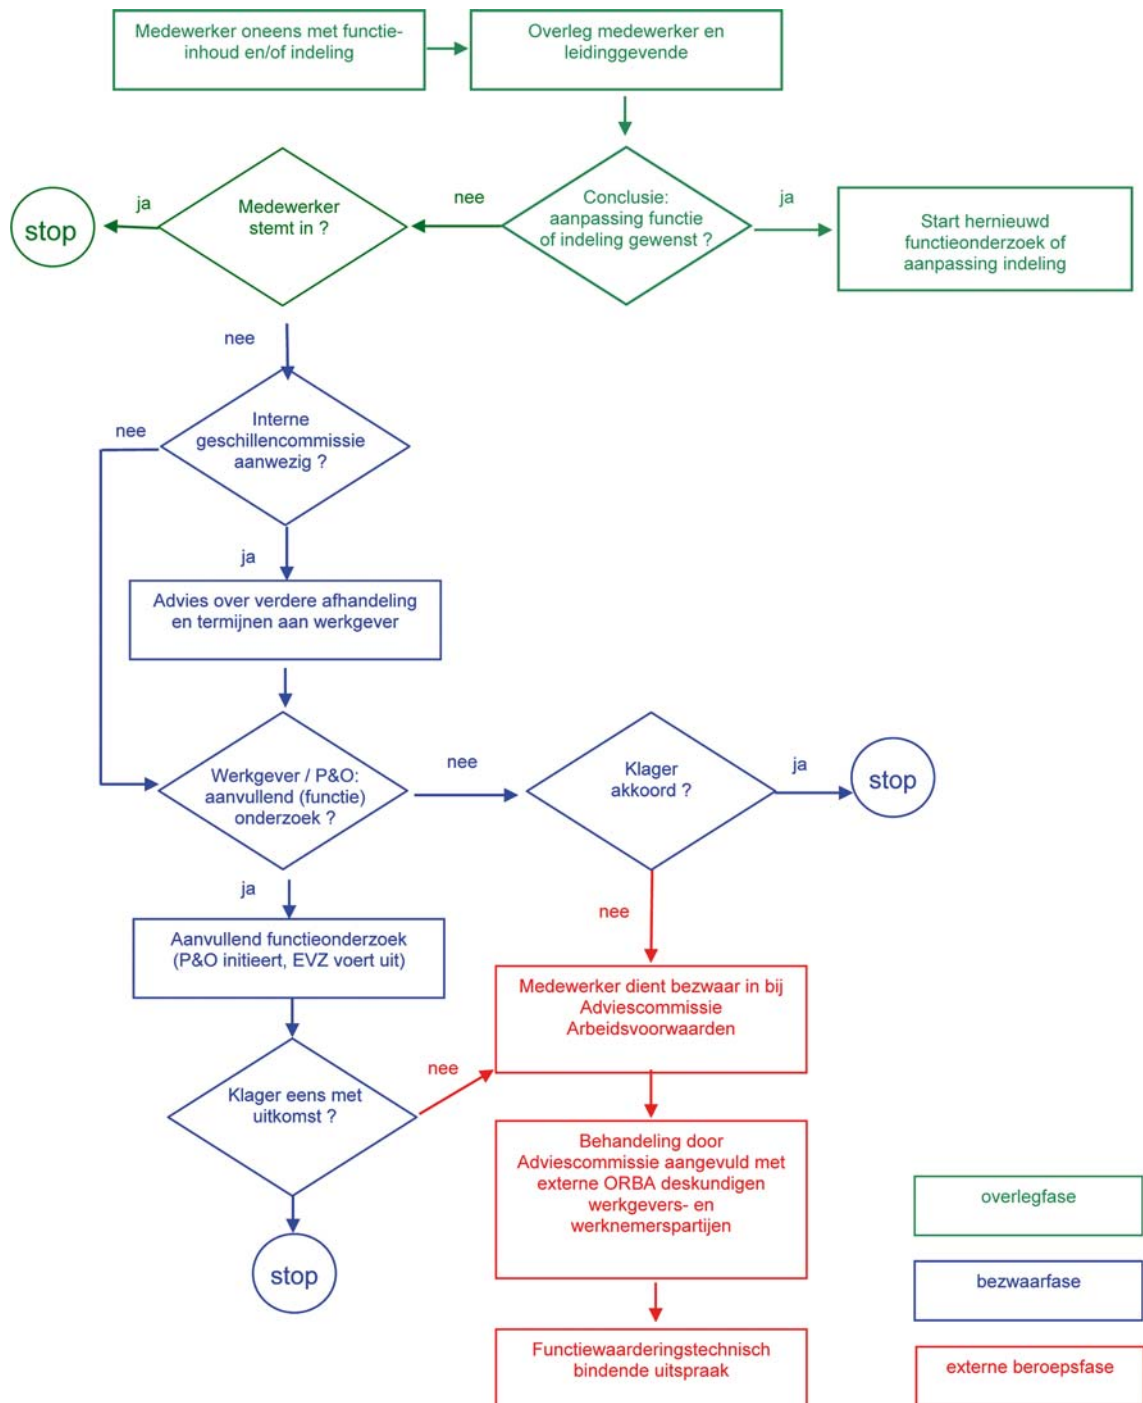 Medewerker oneens met functie-
inhoud en/of indeling
Overleg medewerker en
leidinggevende
stop
ja
Medewerker
stemt in ?
nee
Conclusie:
aanpassing functie
of indeling gewenst ?
ja
Start hernieuwd
functieonderzoek of
aanpassing indeling
nee
nee
Interne
geschillencommissie
aanwezig ?
ja
Advies over verdere afhandeling
en termijnen aan werkgever
Werkgever / P&O:
aanvullend (functie)
onderzoek ?
nee
Klager
akkoord ?
ja
stop
ja
nee
Aanvullend functieonderzoek
(P&O initieert, EVZ voert uit)
Medewerker dient bezwaar in bij
Adviescommissie
Arbeidsvoorwaarden
Klager eens met
uitkomst ?
nee
Behandeling door
Adviescommissie aangevuld met
externe ORBA deskundigen
werkgevers- en
werknemerspartijen
stop
Functiewaarderingstechnisch
bindende uitspraak
overlegfase
bezwaarfase
externe beroepsfase